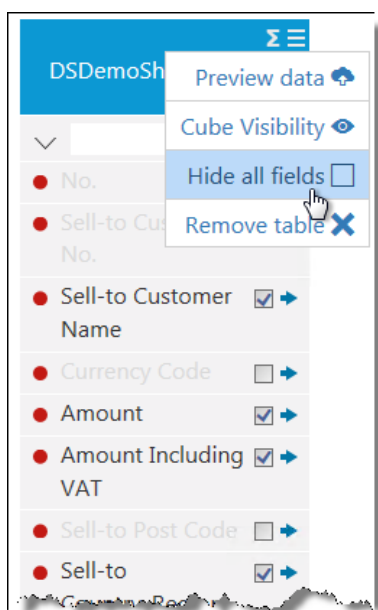 Σ
DSDemoSh
Preview data
Cube Visibility
Hide all fields
Remove table
No.
Sell-to Cus
No.
Sell-to Customer
Name
Currency Code
Amount
Amount Including
VAT
Sell-to Post Code
Sell-to